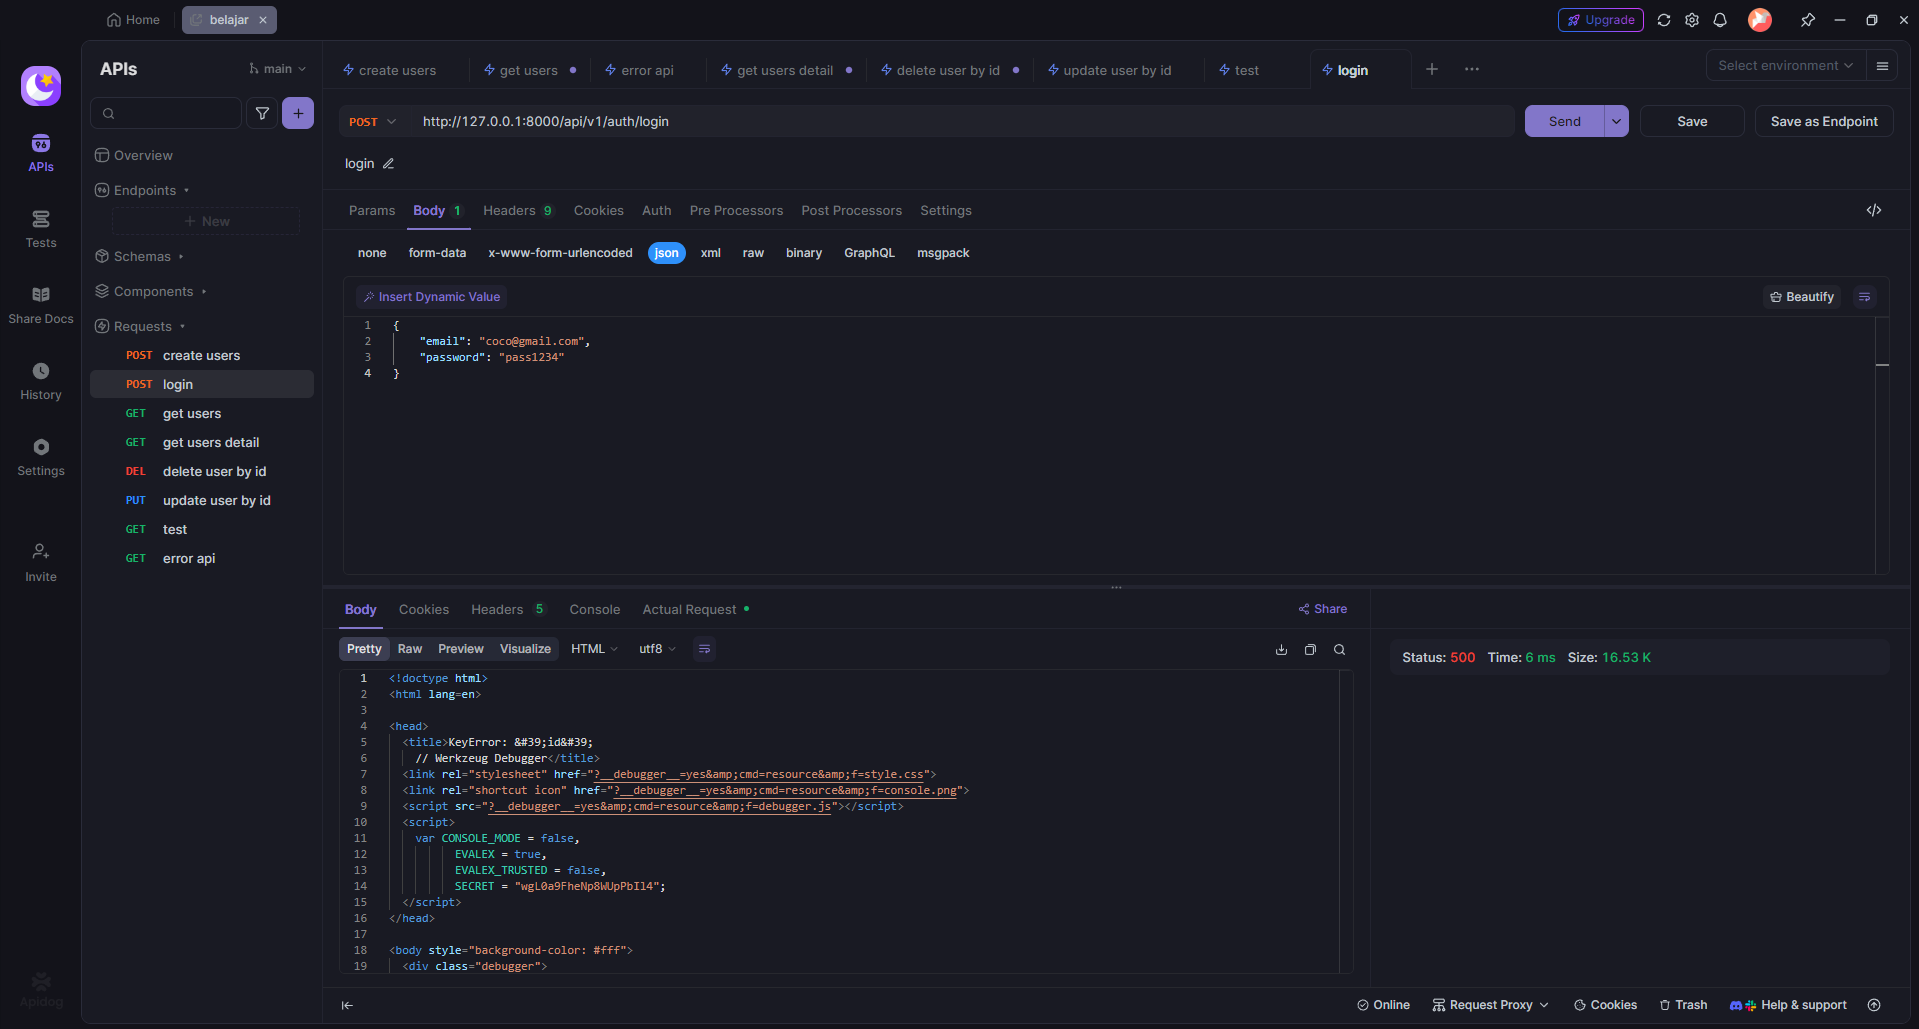 Home
belajar
Upgrade
APIs
main
create users
get users
error api
get users detail
delete user by id
update user by id
test
login
Select environment
POST
http://127.0.0.1:8000/api/v1/auth/login
Send
Save
Save as Endpoint
login
APIs
Tests
Share Docs
History
Settings
Invite
Apidog
Overview
Endpoints
New
Schemas
Components
Requests
POST create users
POST login
GET get users
GET get users detail
DEL delete user by id
PUT update user by id
GET test
GET error api
Params
Body 1
Headers 9
Cookies
Auth
Pre Processors
Post Processors
Settings
none
form-data
x-www-form-urlencoded
json
xml
raw
binary
GraphQL
msgpack
Insert Dynamic Value
Beautify
1 {
2 "email": "coco@gmail.com",
3 "password": "pass1234"
4 }
Body
Cookies
Headers 5
Console
Actual Request
Share
Pretty
Raw
Preview
Visualize
HTML
utf8
Status: 500 Time: 6 ms Size: 16.53 K
1 <!doctype html>
2 <html lang=en>
3
4 <head>
5 <title>KeyError: &#39;id&#39;
6 // Werkzeug Debugger</title>
7 <link rel="stylesheet" href="?__debugger__=yes&amp;cmd=resource&amp;f=style.css">
8 <link rel="shortcut icon" href="?__debugger__=yes&amp;cmd=resource&amp;f=console.png">
9 <script src="?__debugger__=yes&amp;cmd=resource&amp;f=debugger.js"></script>
10 <script>
11 var CONSOLE_MODE = false,
12 EVALEX = true,
13 EVALEX_TRUSTED = false,
14 SECRET = "wgL0a9FheNp8WUpPbIl4";
15 </script>
16 </head>
17
18 <body style="background-color: #fff">
19 <div class="debugger">
Online
Request Proxy
Cookies
Trash
Help & support